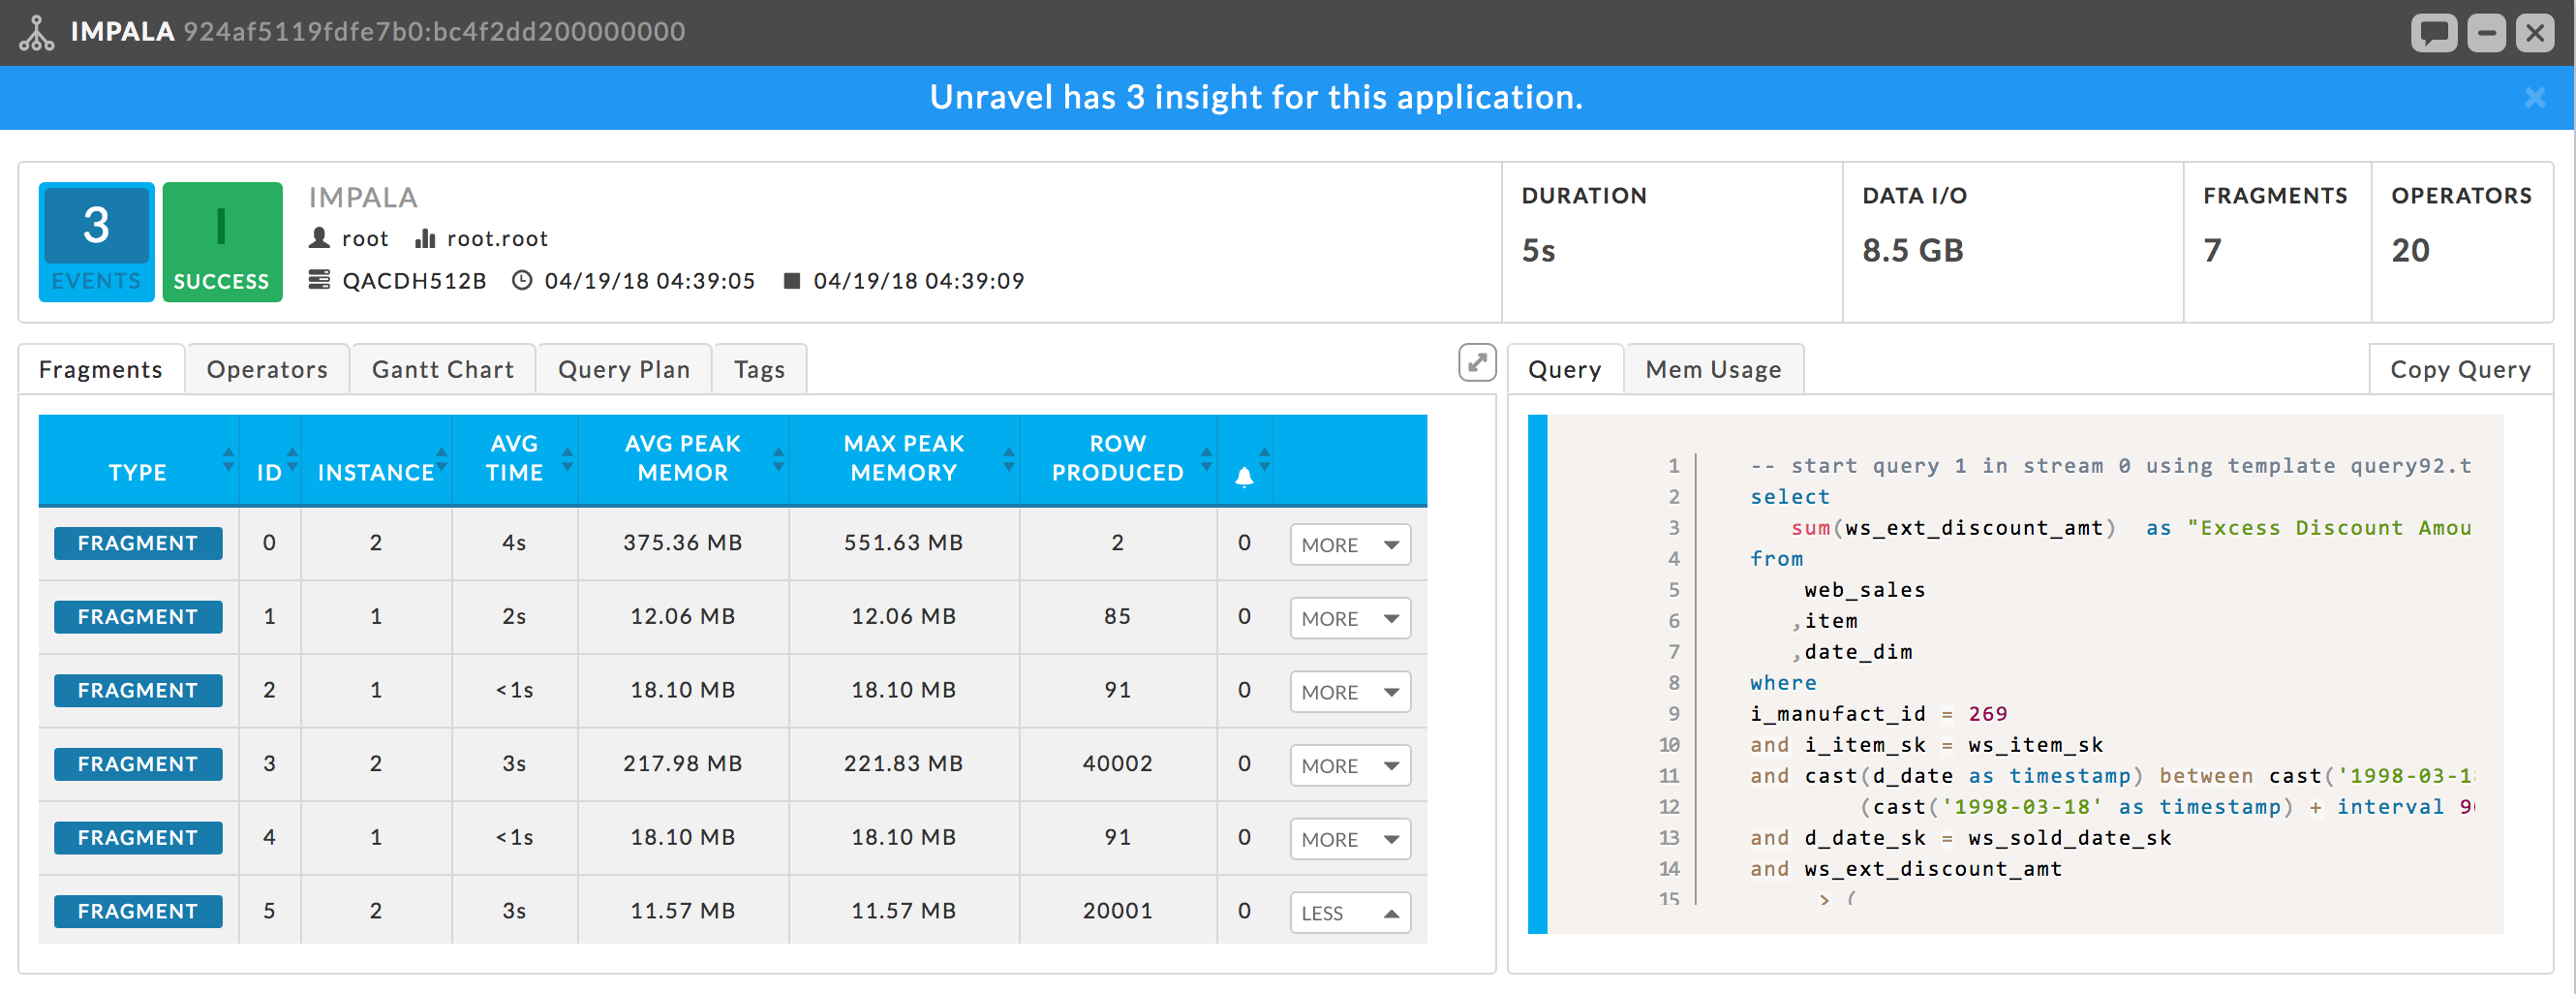 IMPALA 924af5119fdfe7b0:bc4f2dd200000000
Unravel has 3 insight for this application.
3
EVENTS
I
SUCCESS
IMPALA
root root.root
QACDH512B 04/19/18 04:39:05 04/19/18 04:39:09
DURATION
5s
DATA I/O
8.5 GB
FRAGMENTS
7
OPERATORS
20
Fragments Operators Gantt Chart Query Plan Tags
TYPE ID INSTANCE AVG TIME AVG PEAK MEMOR MAX PEAK MEMORY ROW PRODUCED
FRAGMENT 0 2 4s 375.36 MB 551.63 MB 2 0 MORE
FRAGMENT 1 1 2s 12.06 MB 12.06 MB 85 0 MORE
FRAGMENT 2 1 <1s 18.10 MB 18.10 MB 91 0 MORE
FRAGMENT 3 2 3s 217.98 MB 221.83 MB 40002 0 MORE
FRAGMENT 4 1 <1s 18.10 MB 18.10 MB 91 0 MORE
FRAGMENT 5 2 3s 11.57 MB 11.57 MB 20001 0 LESS
Query Mem Usage Copy Query
1 -- start query 1 in stream 0 using template query92.t
2 select
3 sum(ws_ext_discount_amt) as "Excess Discount Amou
4 from
5 web_sales
6 ,item
7 ,date_dim
8 where
9 i_manufact_id = 269
10 and i_item_sk = ws_item_sk
11 and cast(d_date as timestamp) between cast('1998-03-18
12 (cast('1998-03-18' as timestamp) + interval 90
13 and d_date_sk = ws_sold_date_sk
14 and ws_ext_discount_amt
15 > (